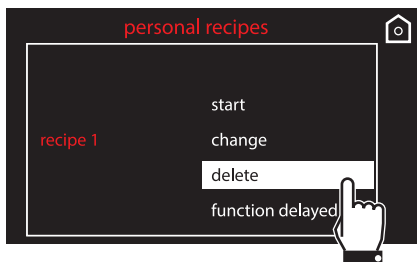 personal recipes
start
recipe 1
change
delete
function delayed